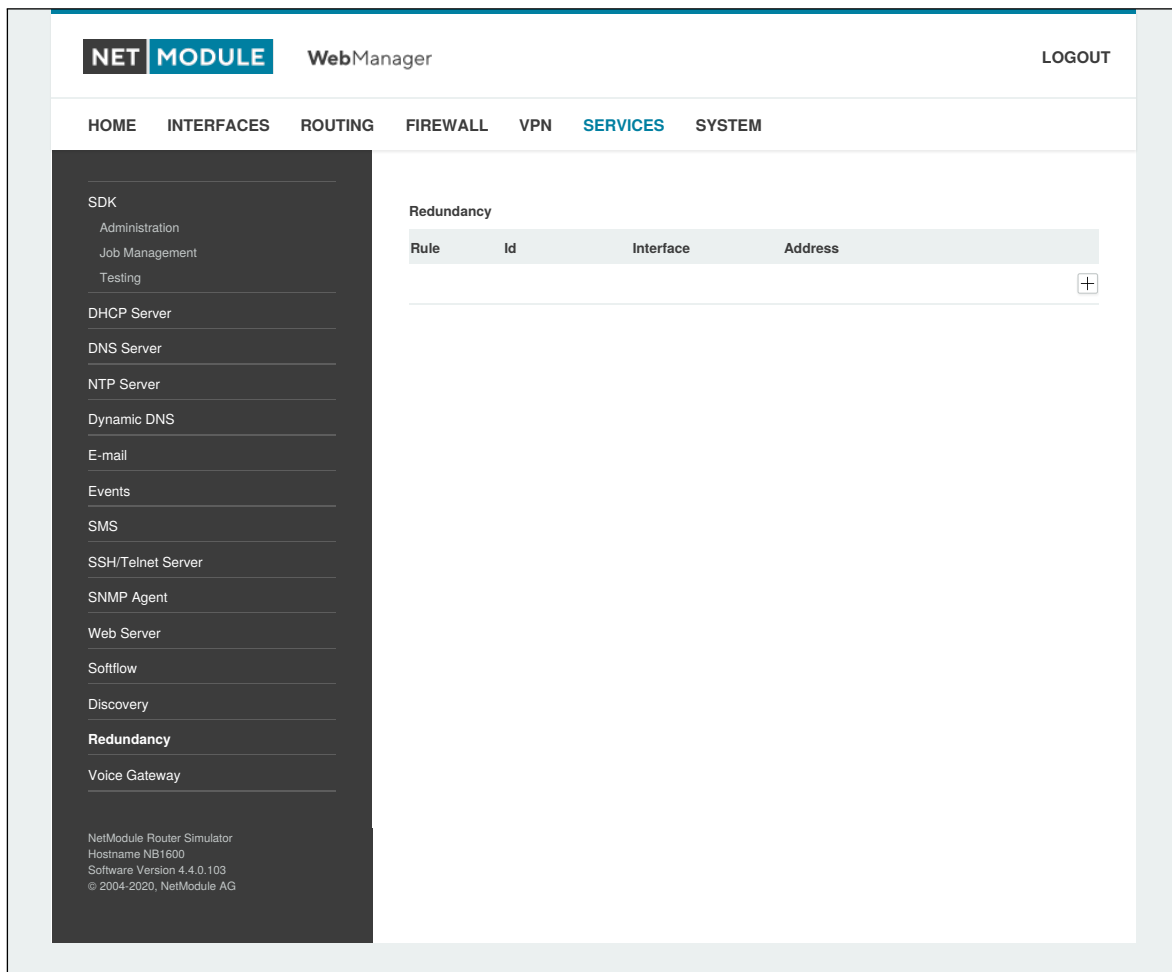 NET MODULE WebManager LOGOUT
HOME INTERFACES ROUTING FIREWALL VPN SERVICES SYSTEM
SDK
Administration
Job Management
Testing
DHCP Server
DNS Server
NTP Server
Dynamic DNS
E-mail
Events
SMS
SSH/Telnet Server
SNMP Agent
Web Server
Softflow
Discovery
Redundancy
Voice Gateway
NetModule Router Simulator
Hostname NB1600
Software Version 4.4.0.103
© 2004-2020, NetModule AG
Redundancy
Rule Id Interface Address